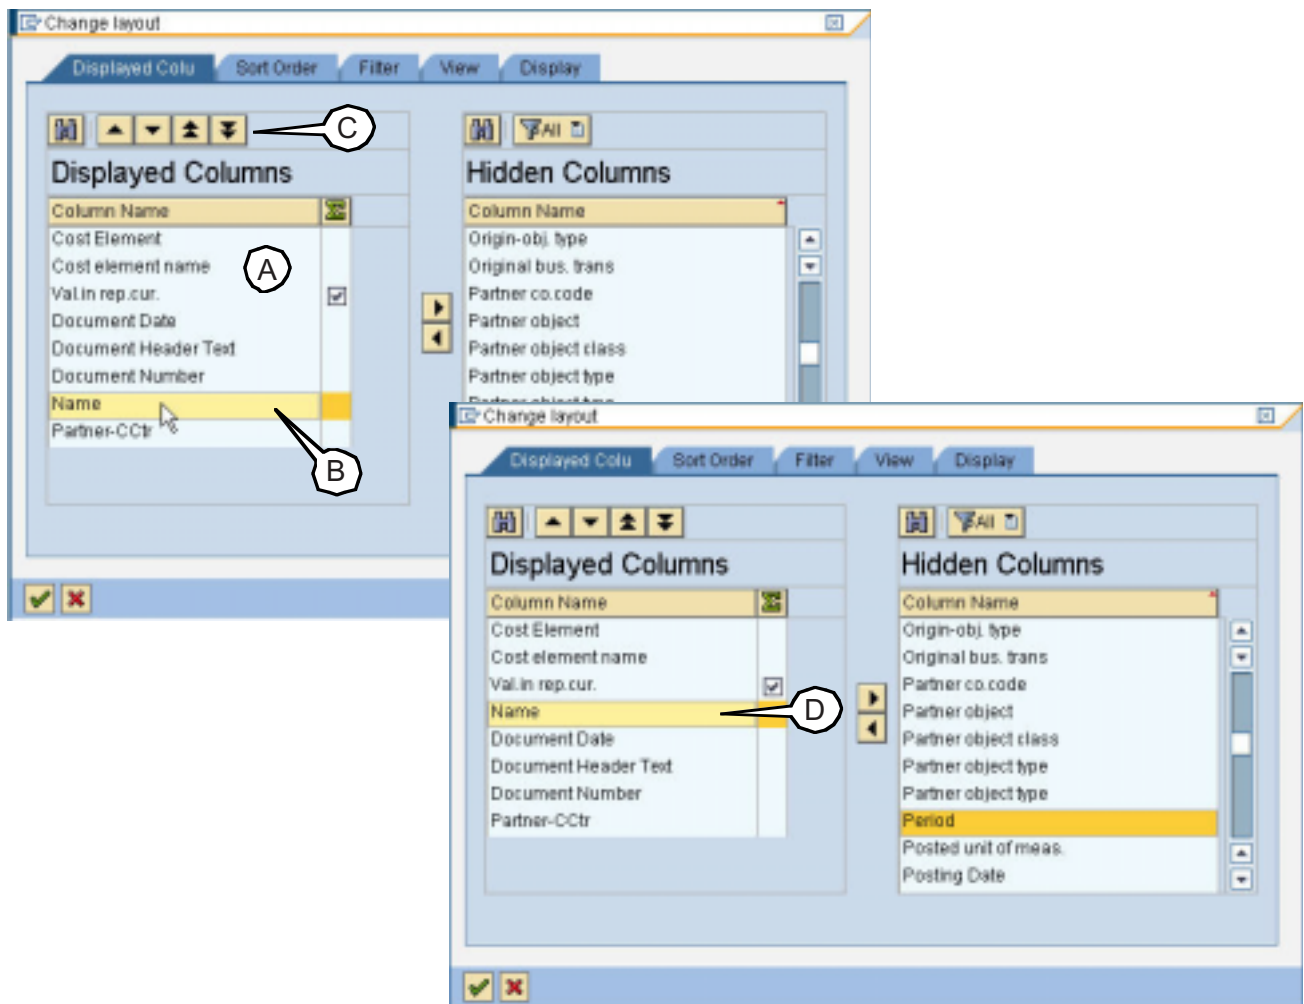 Change layout
Displayed Colu Sort Order Filter View Display
C
All
Displayed Columns
Column Name
Cost Element
Cost element name
A
Val.in rep.cur.
Document Date
Document Header Text
Document Number
Name
Partner-CCtr
B
Hidden Columns
Column Name
Origin-obj. type
Original bus. trans
Partner co.code
Partner object
Partner object class
Partner object type
Partner object type
Change layout
Displayed Colu Sort Order Filter View Display
All
Displayed Columns
Column Name
Cost Element
Cost element name
Val.in rep.cur.
Name
D
Document Date
Document Header Text
Document Number
Partner-CCtr
Hidden Columns
Column Name
Origin-obj. type
Original bus. trans
Partner co.code
Partner object
Partner object class
Partner object type
Partner object type
Period
Posted unit of meas.
Posting Date